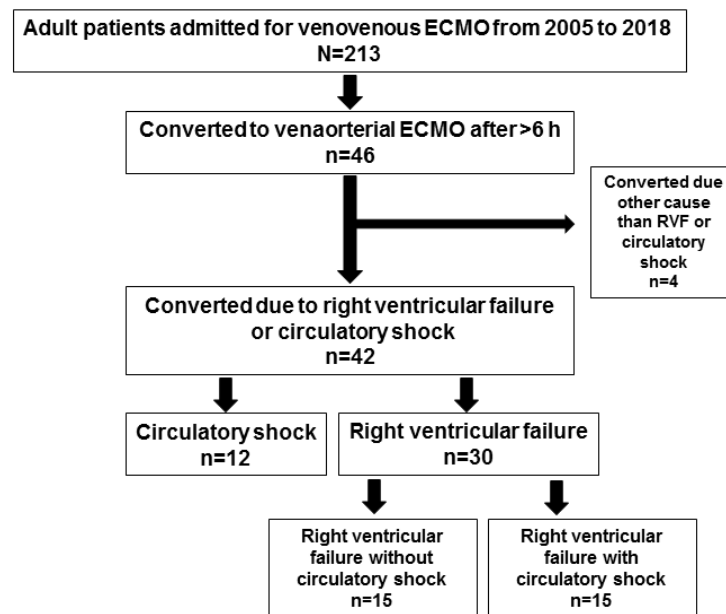 Adult patients admitted for venovenous ECMO from 2005 to 2018
N=213
Converted to venaorterial ECMO after >6 h
n=46
Converted due
other cause
than RVF or
circulatory
shock
n=4
Converted due to right ventricular failure
or circulatory shock
n=42
Circulatory shock
n=12
Right ventricular failure
n=30
Right ventricular
failure without
circulatory shock
n=15
Right ventricular
failure with
circulatory shock
n=15